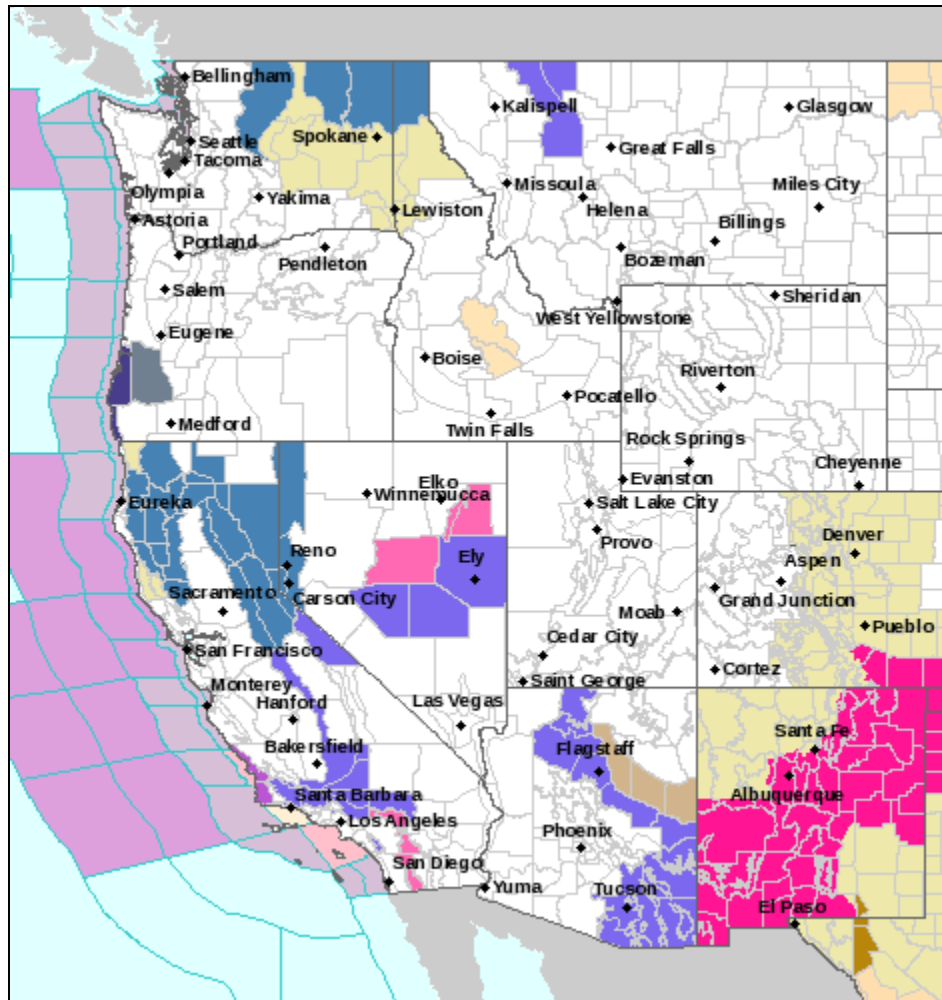 Bellingham
Kalispell
Glasgow
Spokane
Seattle
Great Falls
Tacoma
Olympia
Missoula
Miles City
Yakima
Lewiston
Helena
Astoria
Billings
Portland
Pendleton
Bozeman
Salem
Sheridan
West Yellowstone
Eugene
Boise
Riverton
Pocatello
Medford
Twin Falls
Rock Springs
Cheyenne
Elko
Evanston
Winnemucca
Eureka
Salt Lake City
Denver
Provo
Reno
Ely
Aspen
Sacramento
Carson City
Grand Junction
Moab
Pueblo
Cedar City
San Francisco
Cortez
Saint George
Monterey
Hanford
Las Vegas
Santa Fe
Bakersfield
Flagstaff
Santa Barbara
Albuquerque
Los Angeles
Phoenix
San Diego
Yuma
Tucson
El Paso